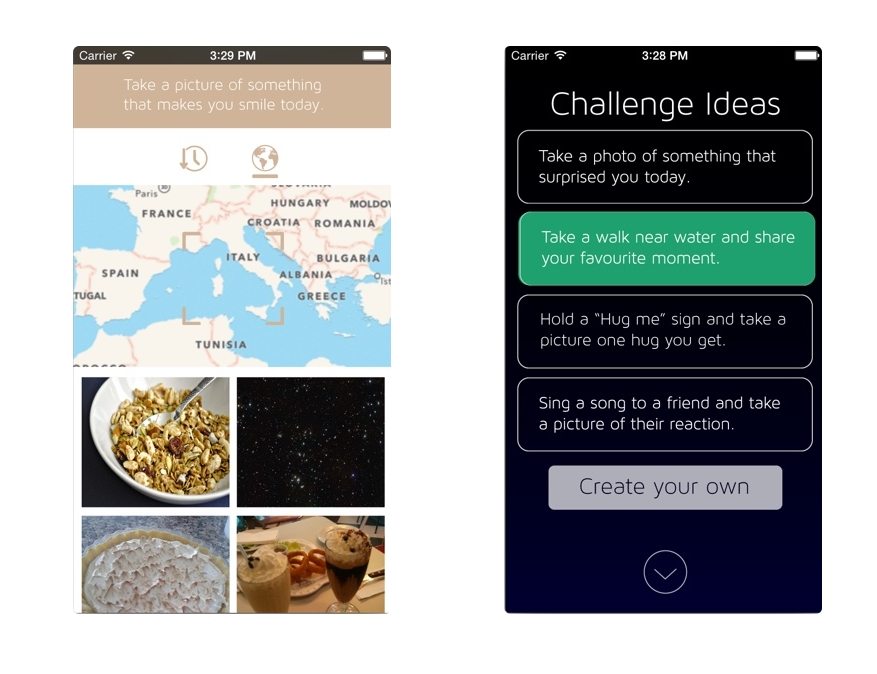 Carrier 3:29 PM
Take a picture of something
that makes you smile today.
Paris
FRANCE
HUNGARY
MOLDOV
CROATIA ROMANIA
ITALY
BULGARIA
SPAIN
ALBANIA
Ist
TUGAL
GREECE
TUNISIA
Carrier 3:28 PM
Challenge Ideas
Take a photo of something that
surprised you today.
Take a walk near water and share
your favourite moment.
Hold a “Hug me” sign and take a
picture one hug you get.
Sing a song to a friend and take
a picture of their reaction.
Create your own